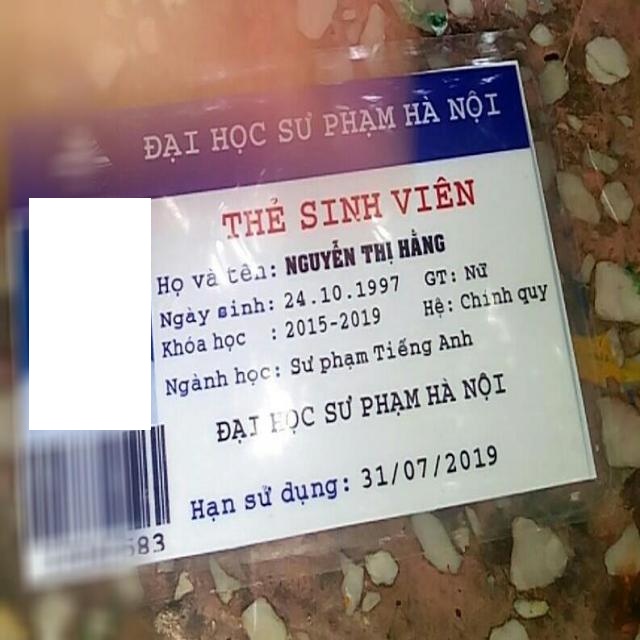 ĐẠI HỌC SƯ PHẠM HÀ NỘI
THẺ SINH VIÊN
Họ và tên: NGUYỄN THỊ HẰNG
Ngày sinh: 24.10.1997 GT: Nữ
Khóa học : 2015-2019 Hệ: Chính quy
Ngành học: Sư phạm Tiếng Anh
ĐẠI HỌC SƯ PHẠM HÀ NỘI
Hạn sử dụng: 31/07/2019